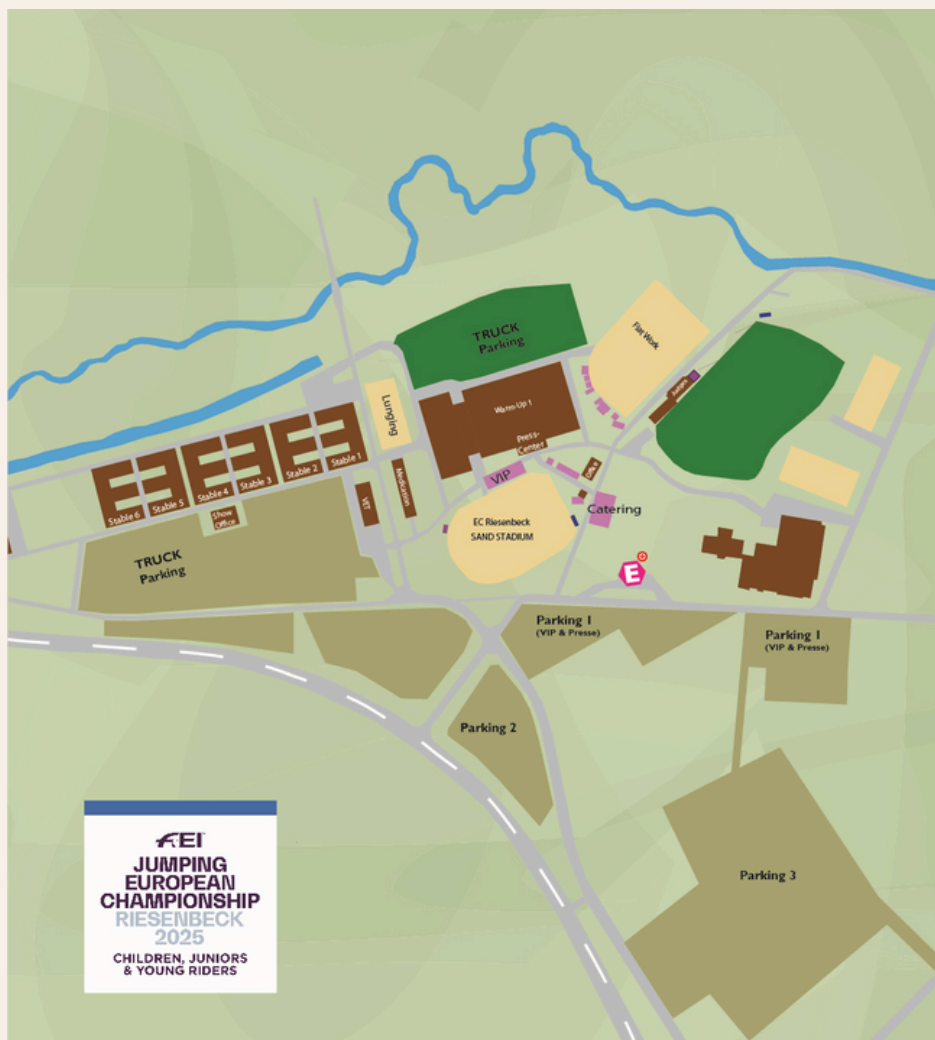 TRUCK
Parking
Flat Work
Judges
Lunging
Warm-Up 1
Press-
Center
VIP
Office
Medication
VET
Stable 6
Stable 5
Stable 4
Stable 3
Stable 2
Stable 1
Show
Office
Catering
EC Riesenbeck
SAND STADIUM
TRUCK
Parking
E
Parking 1
(VIP & Presse)
Parking 1
(VIP & Presse)
Parking 2
Parking 3
FEI
JUMPING
EUROPEAN
CHAMPIONSHIP
RIESENBECK
2025
CHILDREN, JUNIORS
& YOUNG RIDERS